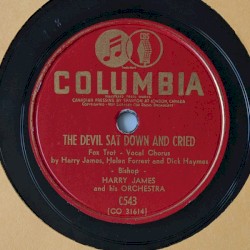 CBS
COLUMBIA
THE DEVIL SAT DOWN AND CRIED
Fox Trot - Vocal Chorus
by Harry James, Helen Forrest and Dick Haymes
- Bishop -
HARRY JAMES
and his ORCHESTRA
C543
(CO 31614)